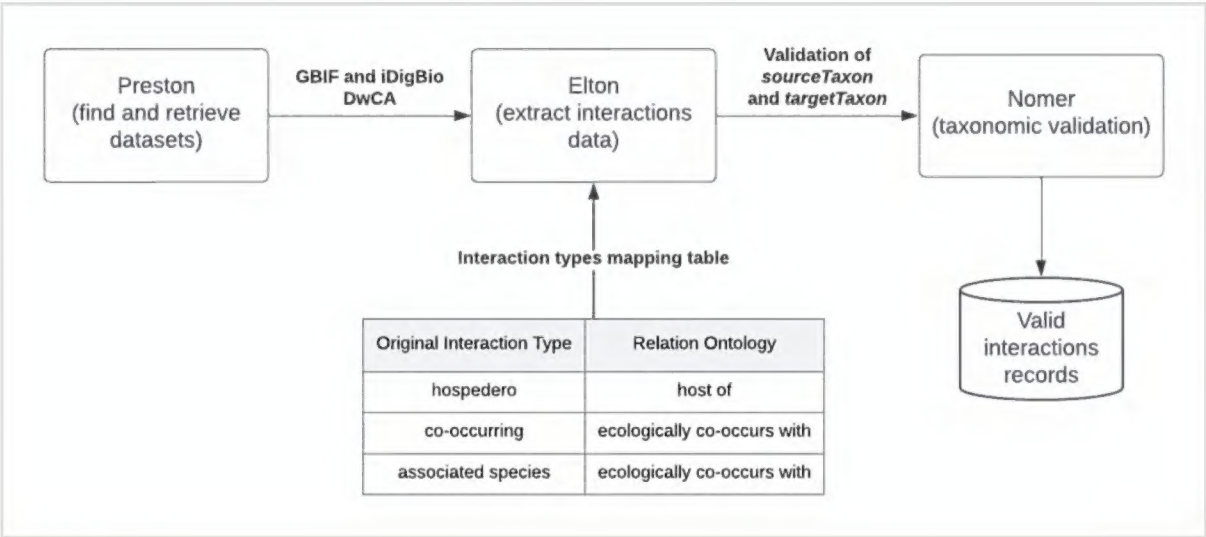 Preston
(find and retrieve
datasets)
GBIF and iDigBio
DwCA
Elton
(extract interactions
data)
Validation of
sourceTaxon
and targetTaxon
Nomer
(taxonomic validation)
Interaction types mapping table
Original Interaction Type Relation Ontology
hospedero host of
co-occurring ecologically co-occurs with
associated species ecologically co-occurs with
Valid
interactions
records